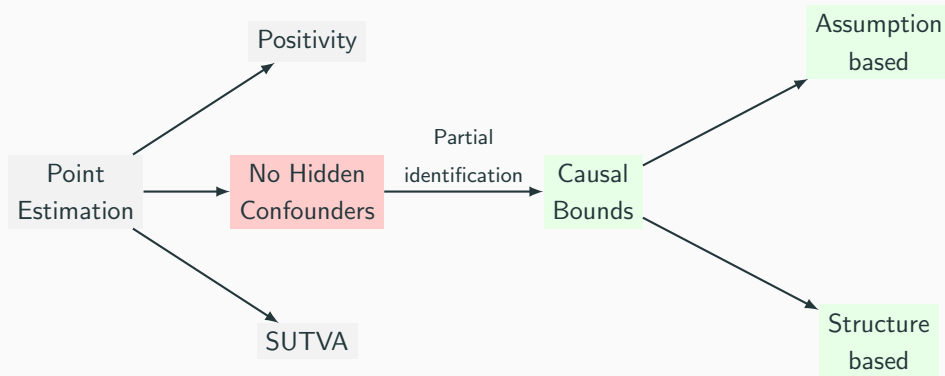 Positivity
Point
Estimation
No Hidden
Confounders
SUTVA
Partial
identification
Causal
Bounds
Assumption
based
Structure
based